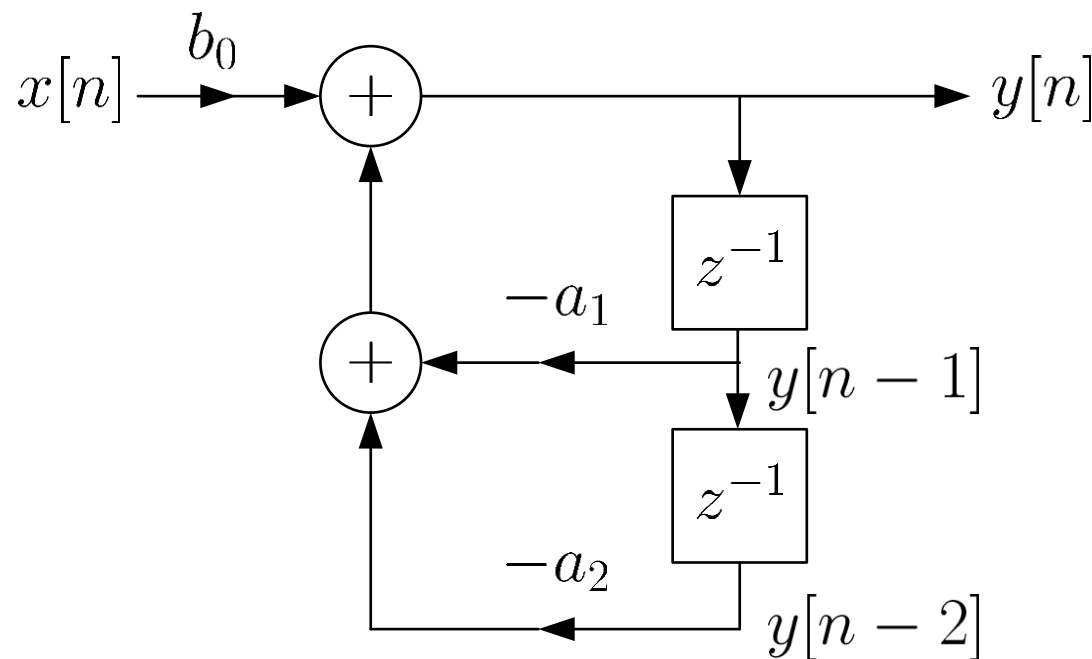 b₀
x[n] + y[n]
z⁻¹
−a₁
+ y[n − 1]
z⁻¹
−a₂
y[n − 2]